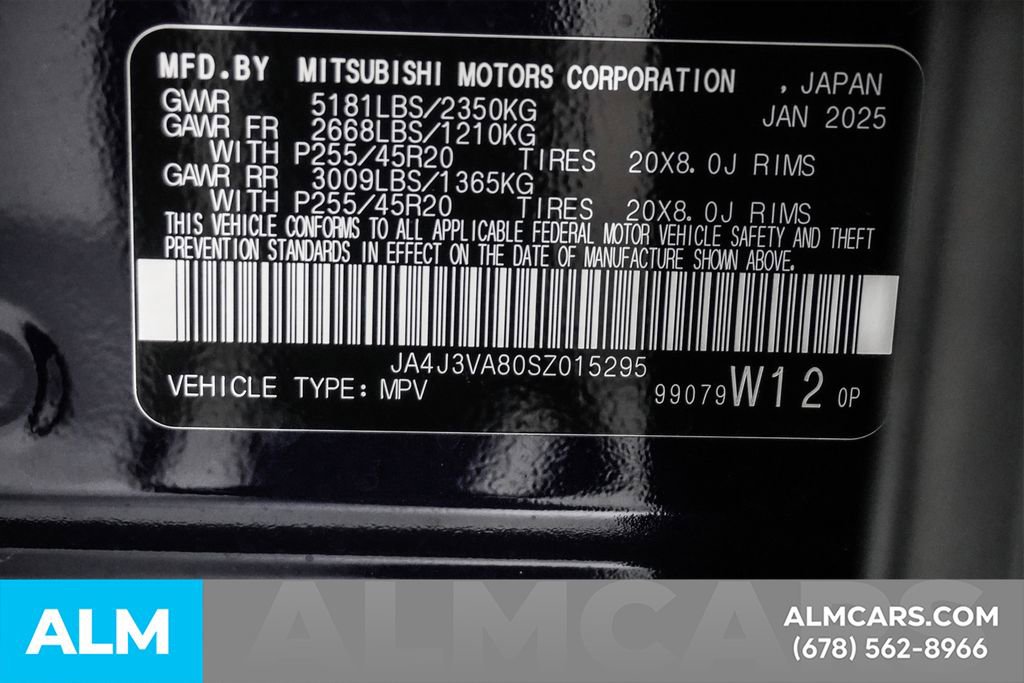 MFD.BY MITSUBISHI MOTORS CORPORATION , JAPAN
GVWR 5181LBS/2350KG JAN 2025
GAWR FR 2668LBS/1210KG
WITH P255/45R20 TIRES 20X8.0J RIMS
GAWR RR 3009LBS/1365KG
WITH P255/45R20 TIRES 20X8.0J RIMS
THIS VEHICLE CONFORMS TO ALL APPLICABLE FEDERAL MOTOR VEHICLE SAFETY AND THEFT
PREVENTION STANDARDS IN EFFECT ON THE DATE OF MANUFACTURE SHOWN ABOVE.
JA4J3VA80SZ015295
VEHICLE TYPE: MPV 99079 W12 0P
ALMCARS
ALM
ALMCARS.COM
(678) 562-8966